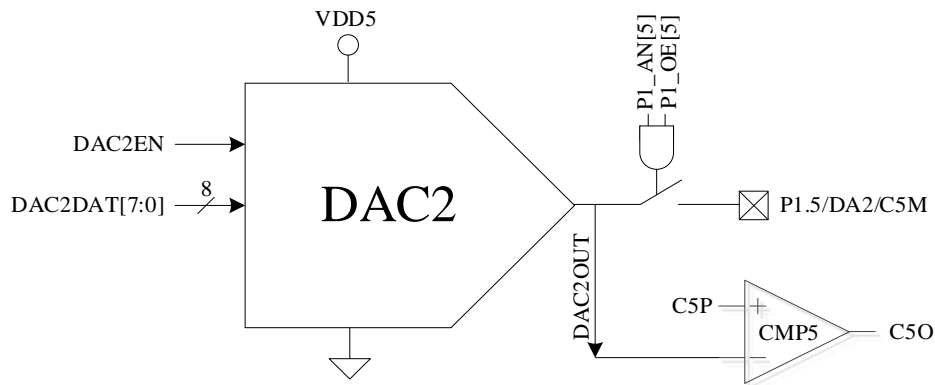 VDD5
P1_AN[5]
P1_OE[5]
DAC2EN
DAC2DAT[7:0]
8
DAC2
P1.5/DA2/C5M
DAC2OUT
C5P
+
CMP5
C5O